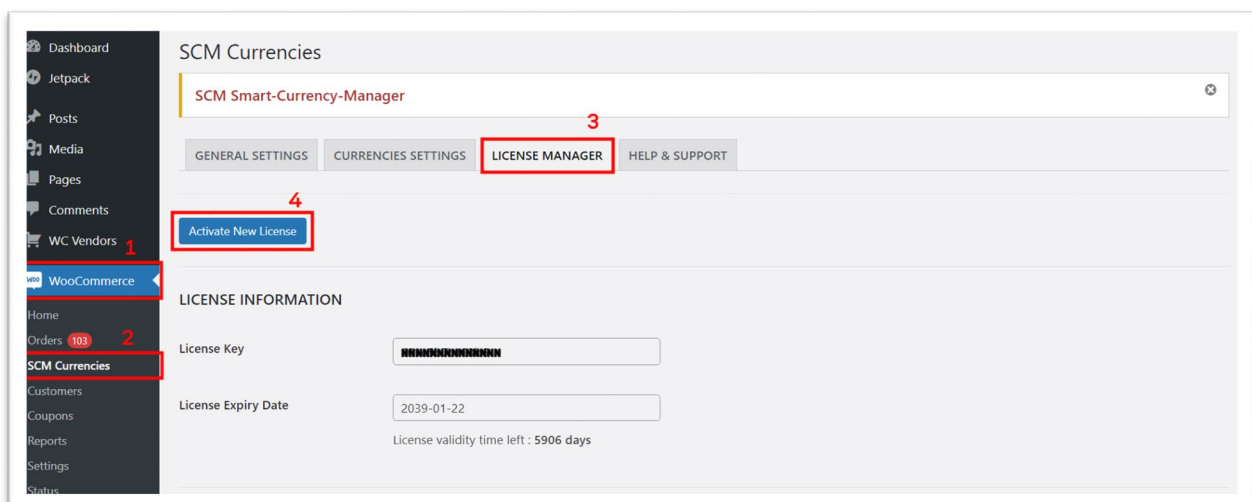 Dashboard
Jetpack
Posts
Media
Pages
Comments
WC Vendors
1
WooCommerce
Home
Orders 103
2
SCM Currencies
Customers
Coupons
Reports
Settings
Status
SCM Currencies
SCM Smart-Currency-Manager
3
GENERAL SETTINGS CURRENCIES SETTINGS LICENSE MANAGER HELP & SUPPORT
4
Activate New License
LICENSE INFORMATION
License Key
License Expiry Date 2039-01-22
License validity time left : 5906 days